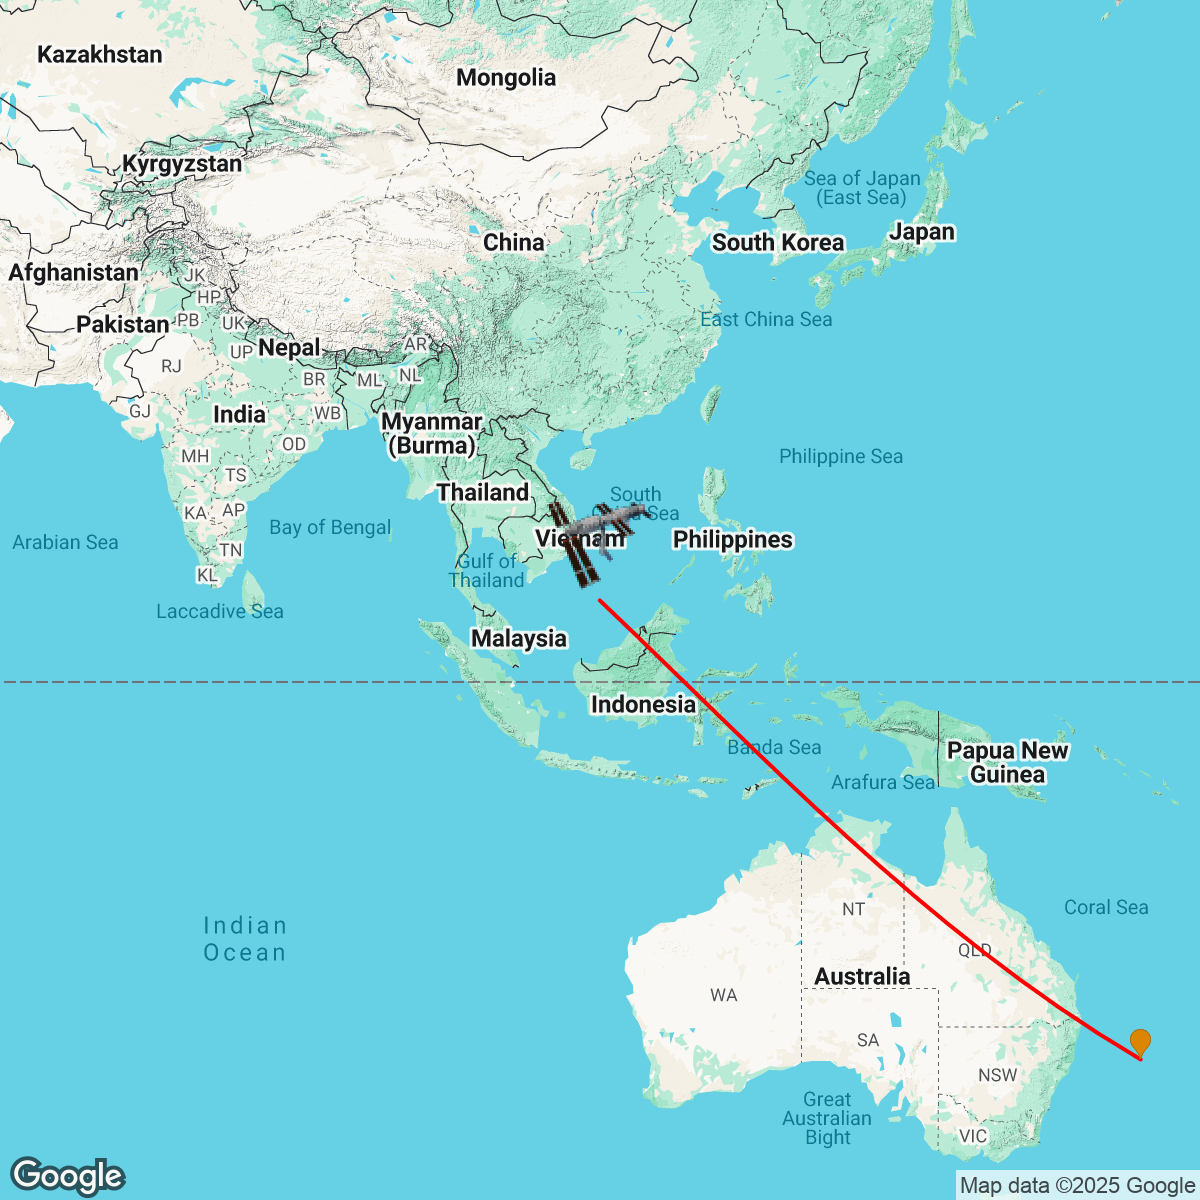 Kazakhstan
Mongolia
Kyrgyzstan
Sea of Japan
(East Sea)
China
South Korea
Japan
Afghanistan
JK
HP
Pakistan
PB
UK
East China Sea
Nepal
UP
AR
RJ
BR
ML
NL
GJ
India
WB
Myanmar
(Burma)
OD
MH
Philippine Sea
TS
Thailand
South
China Sea
KA
AP
Bay of Bengal
Arabian Sea
Vietnam
Philippines
TN
KL
Gulf of
Thailand
Laccadive Sea
Malaysia
Indonesia
Banda Sea
Papua New
Guinea
Arafura Sea
Coral Sea
NT
Indian
Ocean
QLD
Australia
WA
SA
NSW
Great
Australian
Bight
VIC
Google
Map data ©2025 Google